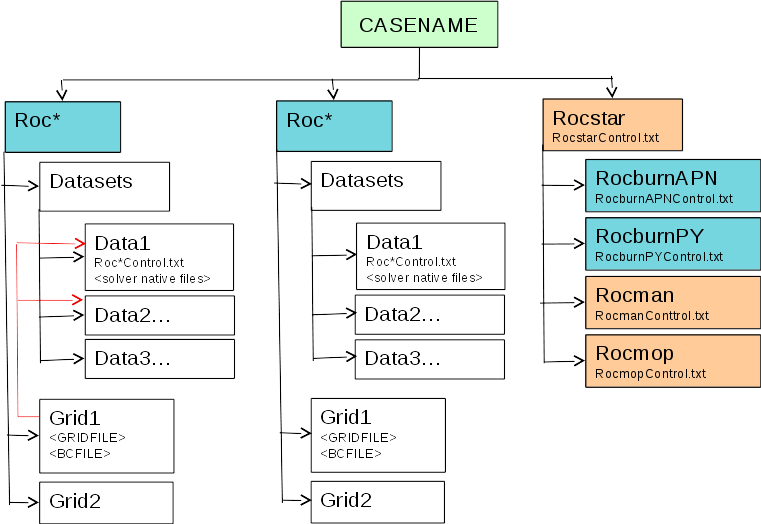 CASENAME
Roc*
Datasets
Data1
Roc*Control.txt
<solver native files>
Data2...
Data3...
Grid1
<GRIDFILE>
<BCFILE>
Grid2
Roc*
Datasets
Data1
Roc*Control.txt
<solver native files>
Data2...
Data3...
Grid1
<GRIDFILE>
<BCFILE>
Grid2
Rocstar
RocstarControl.txt
RocburnAPN
RocburnAPNControl.txt
RocburnPY
RocburnPYControl.txt
Rocman
RocmanConttrol.txt
Rocmop
RocmopControl.txt